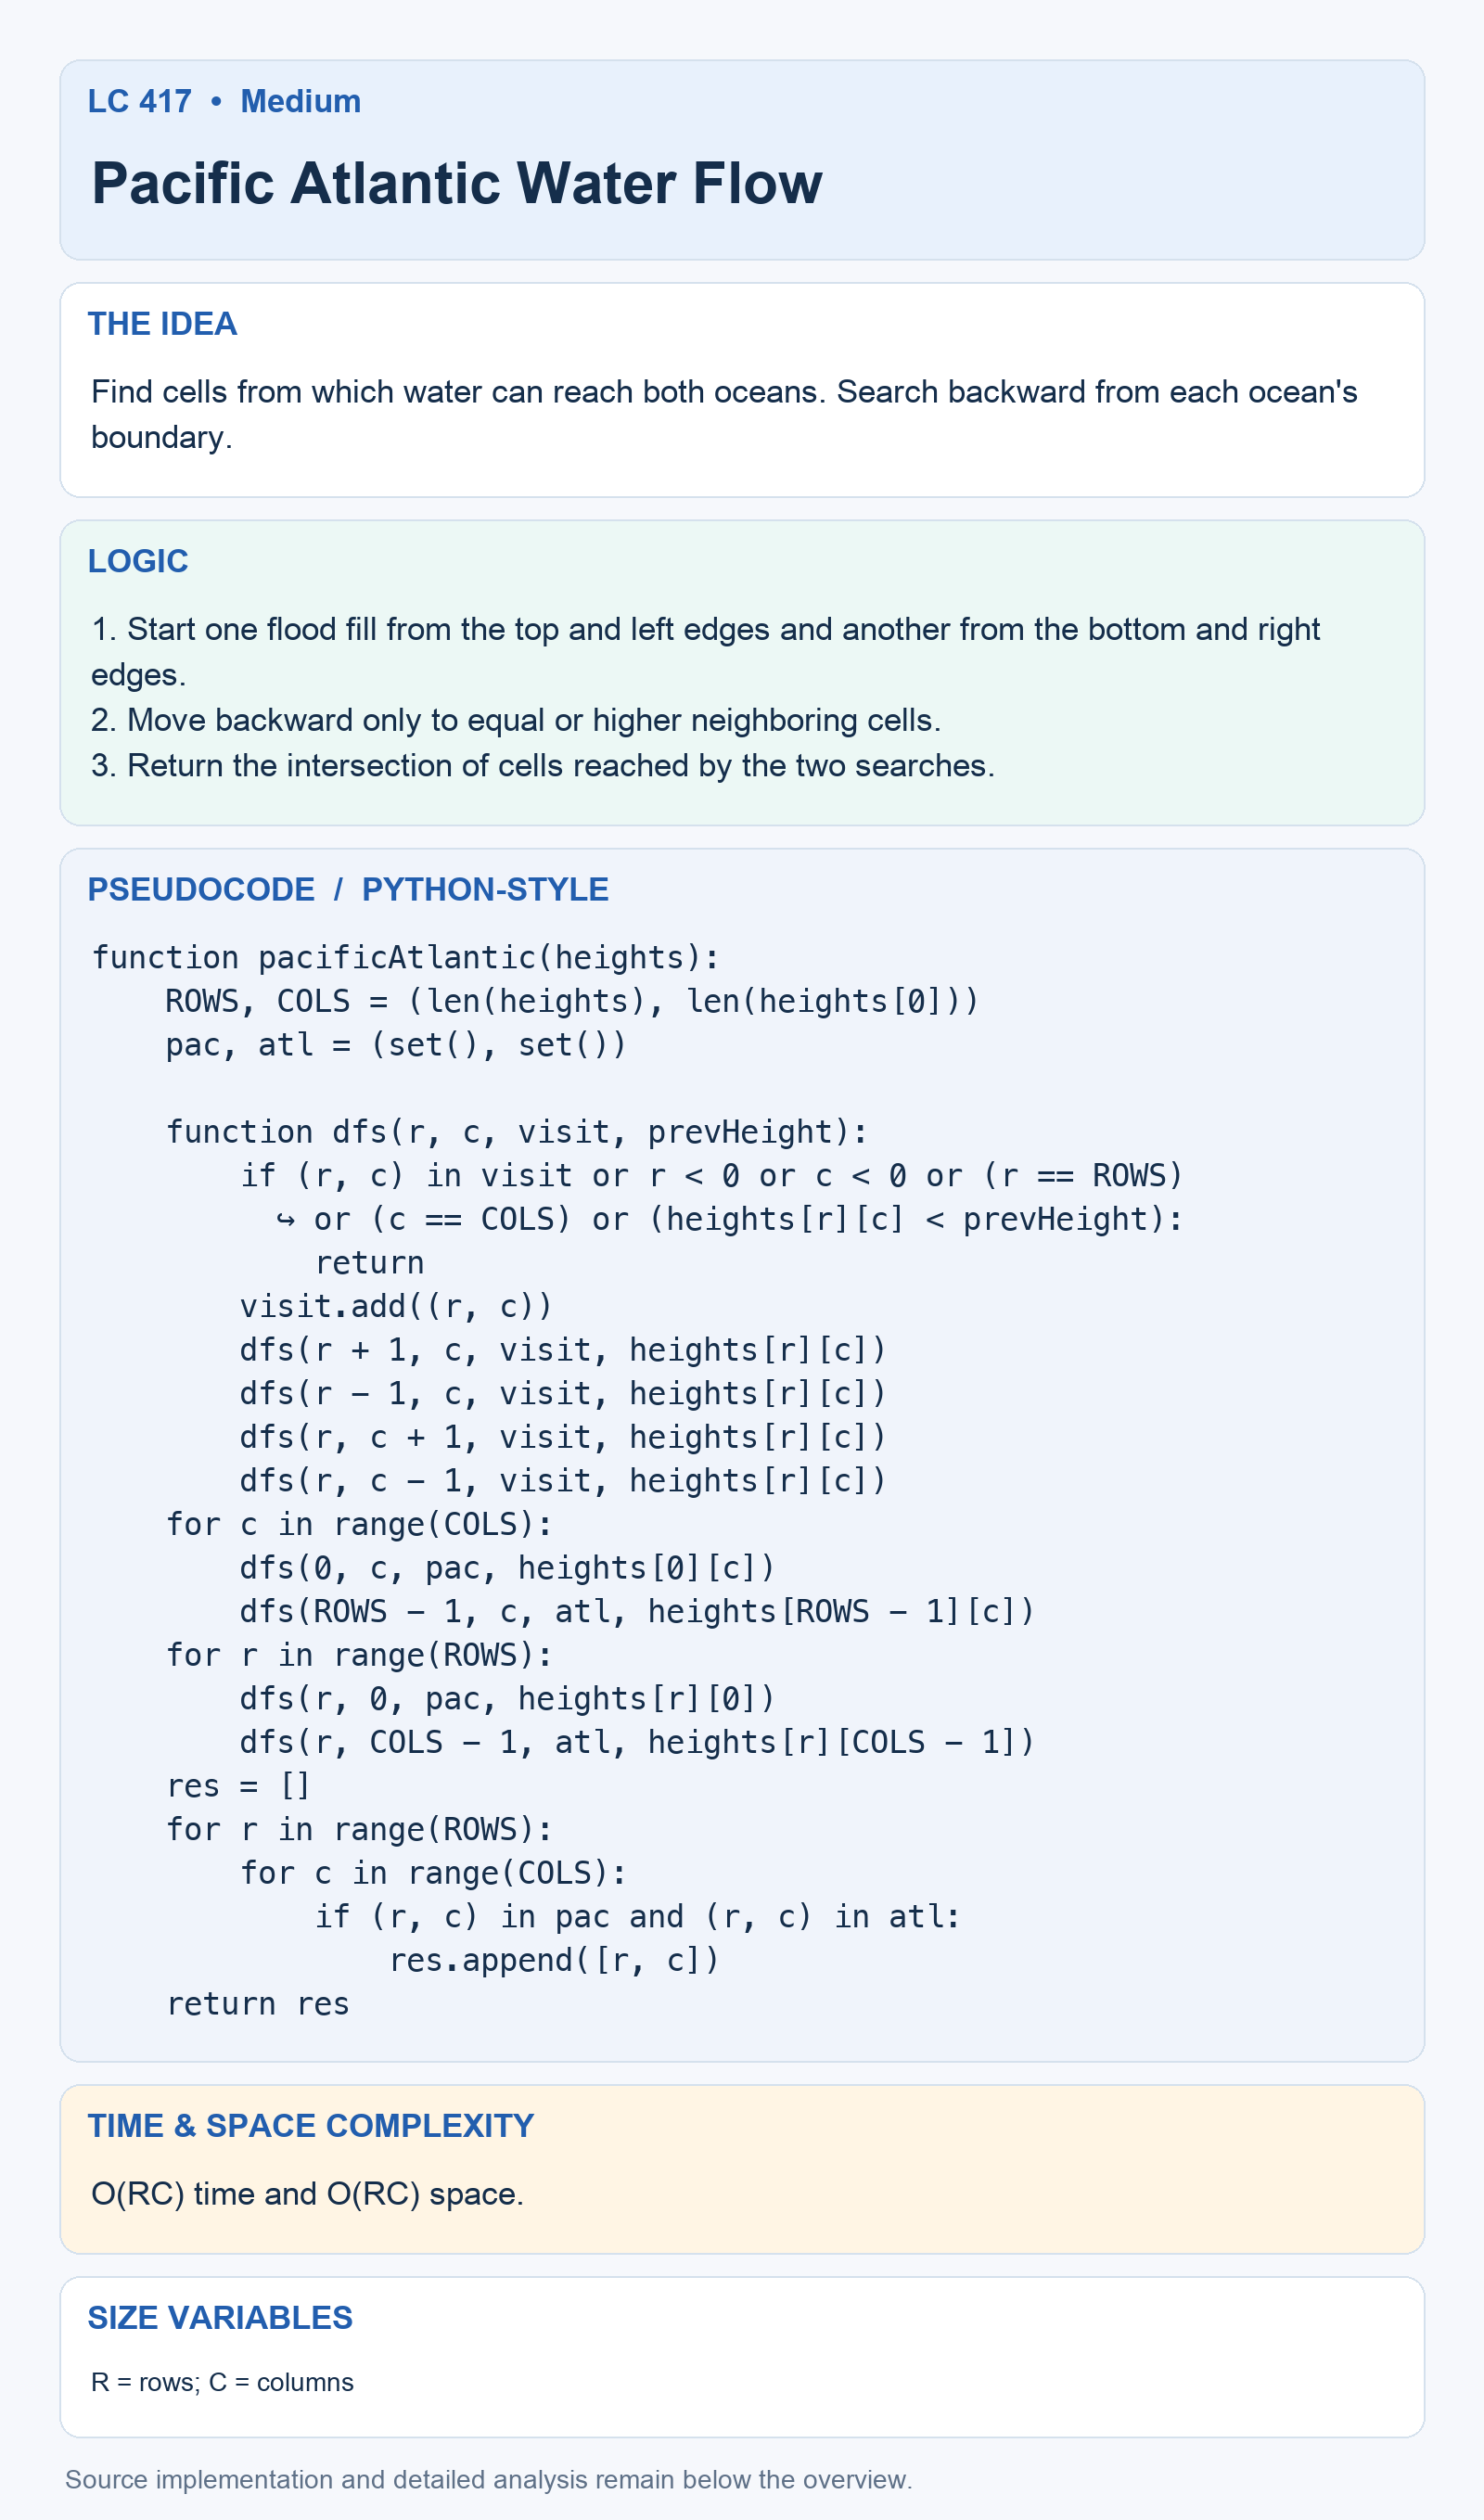 LC 417 • Medium
Pacific Atlantic Water Flow
THE IDEA
Find cells from which water can reach both oceans. Search backward from each ocean's
boundary.
LOGIC
1. Start one flood fill from the top and left edges and another from the bottom and right
edges.
2. Move backward only to equal or higher neighboring cells.
3. Return the intersection of cells reached by the two searches.
PSEUDOCODE / PYTHON-STYLE
function pacificAtlantic(heights):
    ROWS, COLS = (len(heights), len(heights[0]))
    pac, atl = (set(), set())

    function dfs(r, c, visit, prevHeight):
        if (r, c) in visit or r < 0 or c < 0 or (r == ROWS)
          ↪ or (c == COLS) or (heights[r][c] < prevHeight):
            return
        visit.add((r, c))
        dfs(r + 1, c, visit, heights[r][c])
        dfs(r − 1, c, visit, heights[r][c])
        dfs(r, c + 1, visit, heights[r][c])
        dfs(r, c − 1, visit, heights[r][c])
    for c in range(COLS):
        dfs(0, c, pac, heights[0][c])
        dfs(ROWS − 1, c, atl, heights[ROWS − 1][c])
    for r in range(ROWS):
        dfs(r, 0, pac, heights[r][0])
        dfs(r, COLS − 1, atl, heights[r][COLS − 1])
    res = []
    for r in range(ROWS):
        for c in range(COLS):
            if (r, c) in pac and (r, c) in atl:
                res.append([r, c])
    return res
TIME & SPACE COMPLEXITY
O(RC) time and O(RC) space.
SIZE VARIABLES
R = rows; C = columns
Source implementation and detailed analysis remain below the overview.